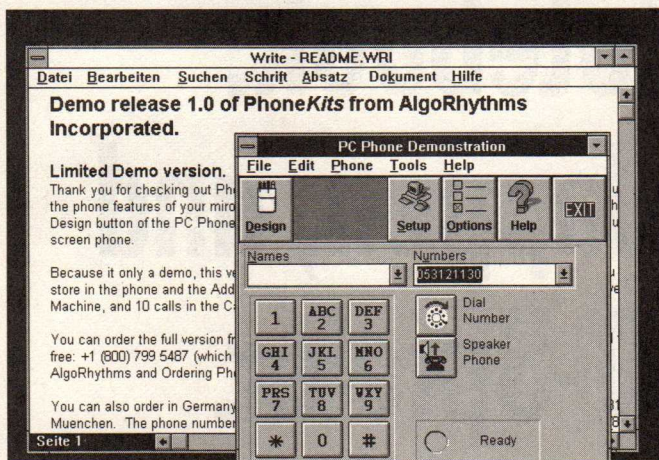 Write - README.WRI
Datei Bearbeiten Suchen Schrift Absatz Dokument Hilfe
Demo release 1.0 of PhoneKits from AlgoRhythms
Incorporated.
Limited Demo version.
Thank you for checking out
the phone features of your
Design button of the PC Phone
screen phone.
Because it only a demo, this
store in the phone and the
Machine, and 10 calls in the
You can order the full version
free: +1 (800) 799 5487 (which
AlgoRhythms and Ordering
You can also order in Germany
Muenchen. The phone number
Seite 1
PC Phone Demonstration
File Edit Phone Tools Help
Design Setup Options Help EXIT
Names Numbers
053121130
1 ABC 2 DEF 3
GHI 4 JKL 5 MNO 6
PRS 7 TUV 8 WXY 9
* 0 #
Dial
Number
Speaker
Phone
Ready